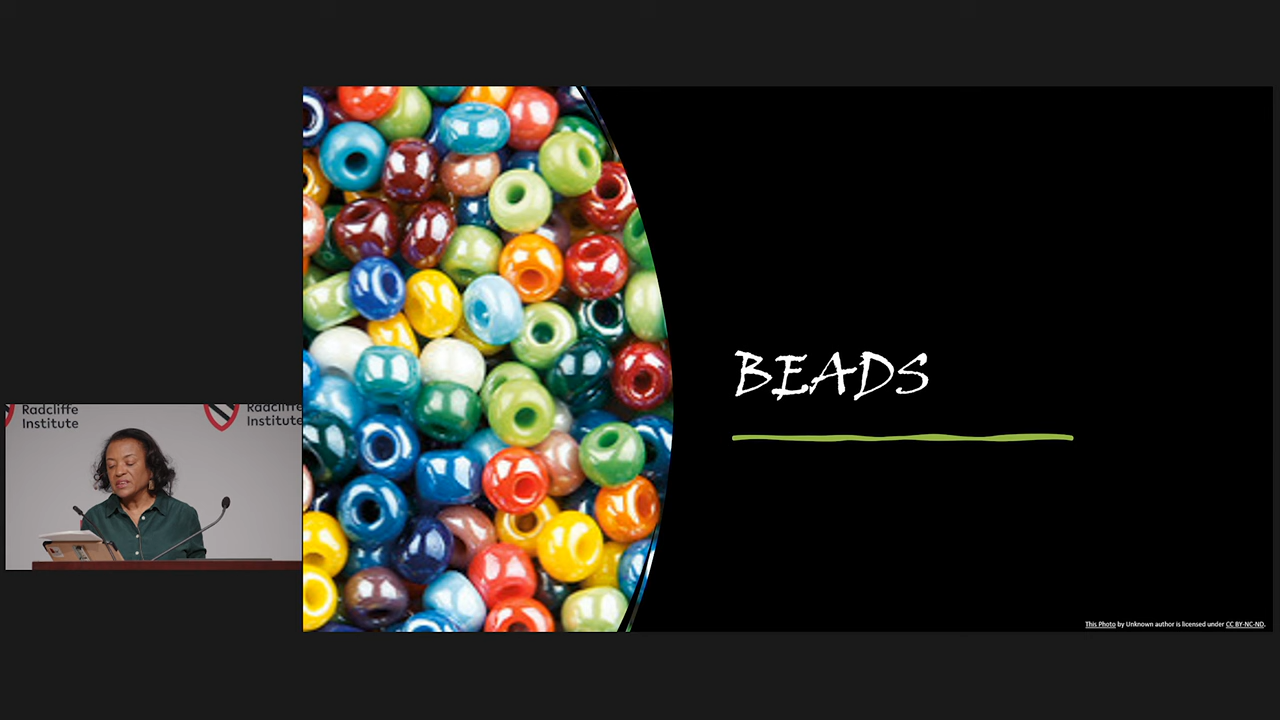 Radcliffe
Institute
Radcliffe
Institute
BEADS
This Photo by Unknown author is licensed under CC BY-NC-ND.